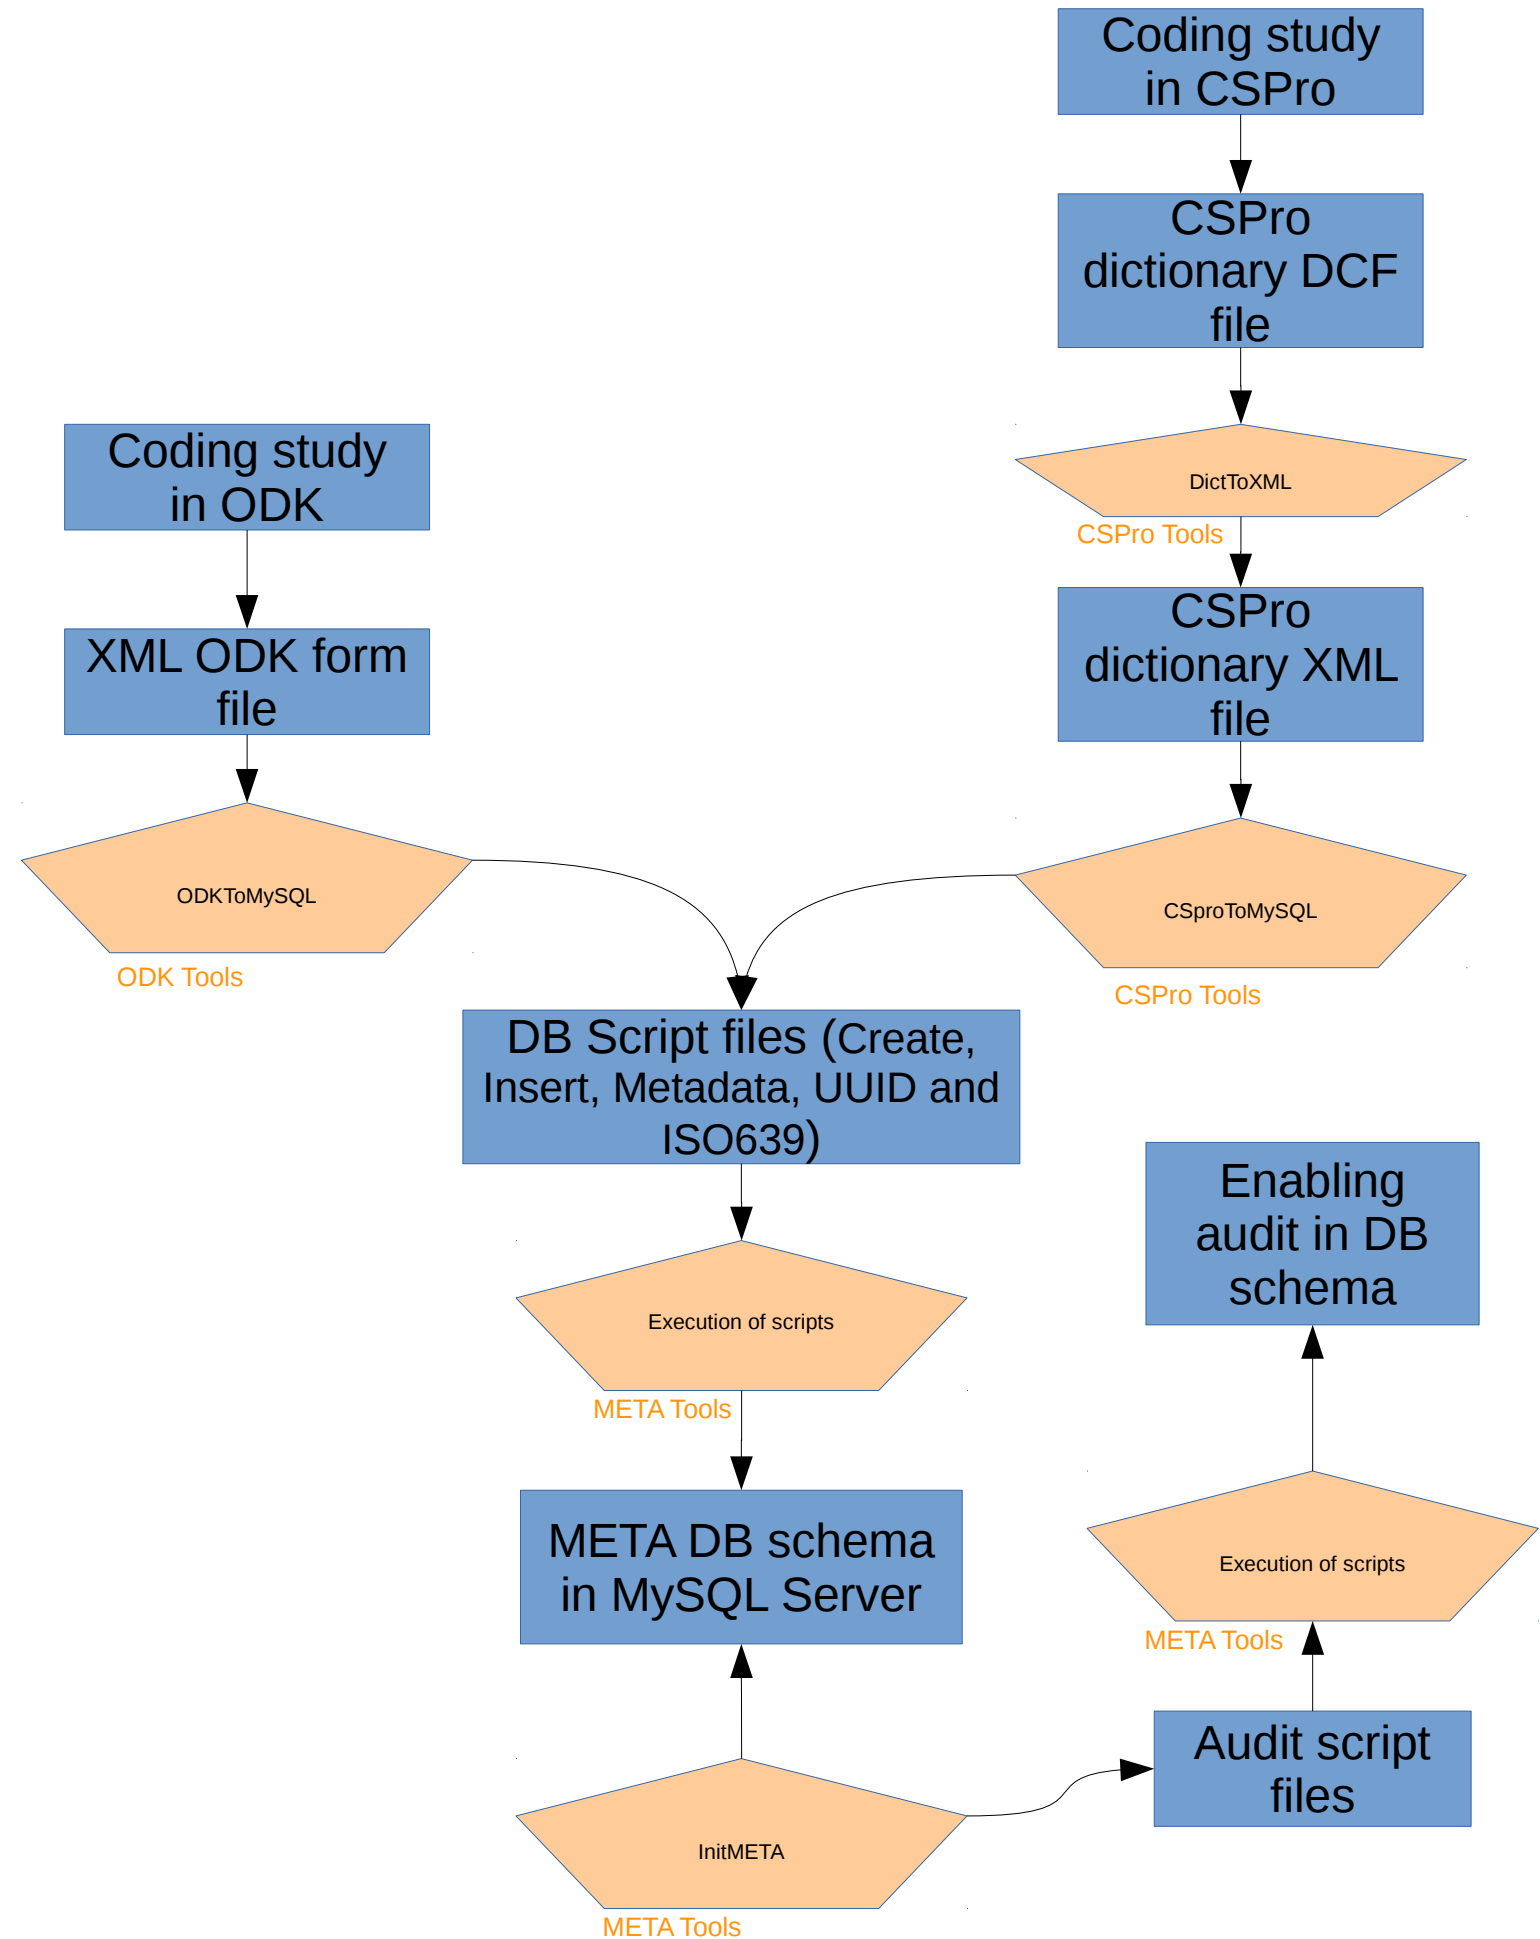 Coding study
in CSPro
CSPro
dictionary DCF
file
DictToXML
CSPro Tools
CSPro
dictionary XML
file
CSproToMySQL
CSPro Tools
Coding study
in ODK
XML ODK form
file
ODKToMySQL
ODK Tools
DB Script files (Create,
Insert, Metadata, UUID and
ISO639)
Execution of scripts
META Tools
META DB schema
in MySQL Server
InitMETA
META Tools
Audit script
files
Execution of scripts
META Tools
Enabling
audit in DB
schema